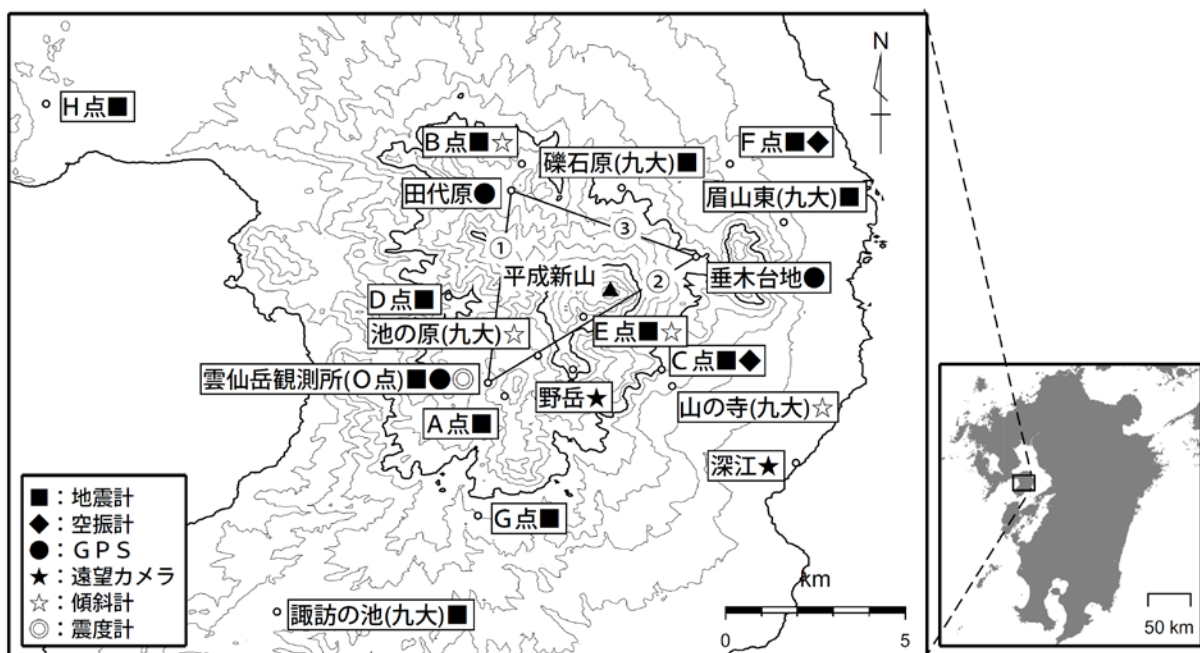 N
H点■
B点■☆
F点■◆
礫石原(九大)■
田代原●
眉山東(九大)■
③
①
平成新山
②
垂木台地●
D点■
池の原(九大)☆
E点■☆
C点■◆
雲仙岳観測所(O点)■●◎
野岳★
山の寺(九大)☆
A点■
深江★
■：地震計
◆：空振計
●：GPS
★：遠望カメラ
☆：傾斜計
◎：震度計
G点■
諏訪の池(九大)■
km
0
5
50 km